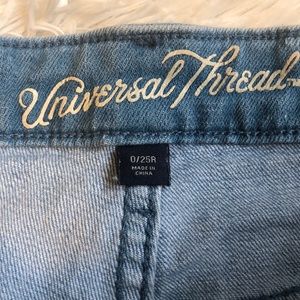 Universal Thread
0/25R
MADE IN
CHINA